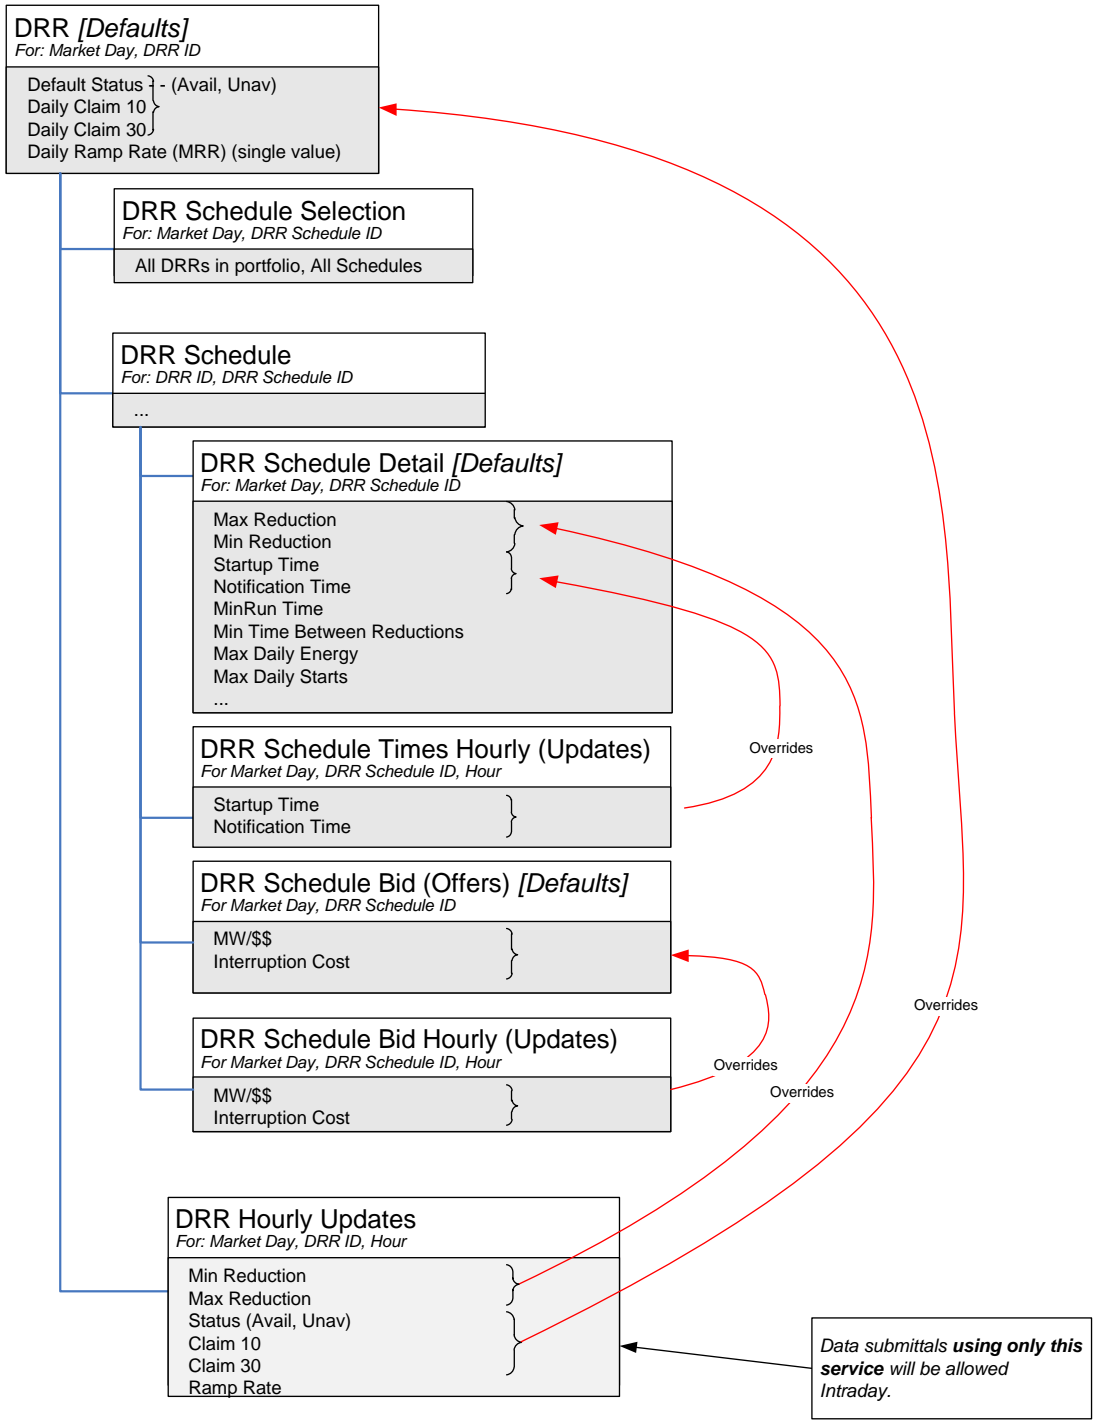 DRR [Defaults]
For: Market Day, DRR ID
Default Status - - (Avail, Unav)
Daily Claim 10
Daily Claim 30
Daily Ramp Rate (MRR) (single value)
DRR Schedule Selection
For: Market Day, DRR Schedule ID
All DRRs in portfolio, All Schedules
DRR Schedule
For: DRR ID, DRR Schedule ID
...
DRR Schedule Detail [Defaults]
For: Market Day, DRR Schedule ID
Max Reduction
Min Reduction
Startup Time
Notification Time
MinRun Time
Min Time Between Reductions
Max Daily Energy
Max Daily Starts
...
DRR Schedule Times Hourly (Updates)
For Market Day, DRR Schedule ID, Hour
Startup Time
Notification Time
Overrides
DRR Schedule Bid (Offers) [Defaults]
For Market Day, DRR Schedule ID
MW/$$
Interruption Cost
Overrides
DRR Schedule Bid Hourly (Updates)
For Market Day, DRR Schedule ID, Hour
MW/$$
Interruption Cost
Overrides
Overrides
DRR Hourly Updates
For: Market Day, DRR ID, Hour
Min Reduction
Max Reduction
Status (Avail, Unav)
Claim 10
Claim 30
Ramp Rate
Data submittals using only this
service will be allowed
Intraday.